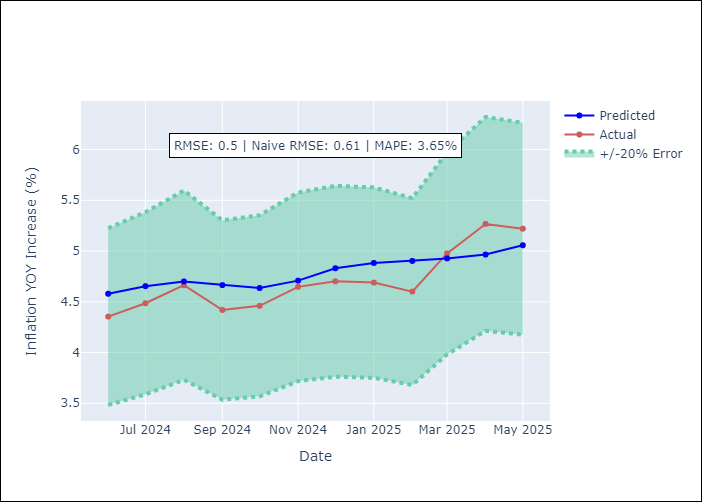 RMSE: 0.5 | Naive RMSE: 0.61 | MAPE: 3.65%
Predicted
Actual
+/-20% Error
Inflation YOY Increase (%)
6
5.5
5
4.5
4
3.5
Jul 2024
Sep 2024
Nov 2024
Jan 2025
Mar 2025
May 2025
Date